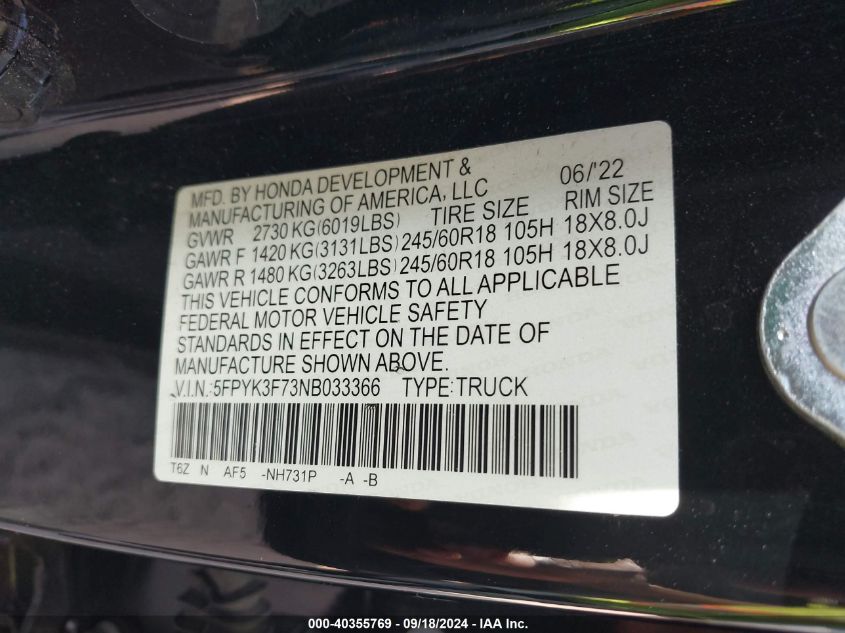 MFD. BY HONDA DEVELOPMENT & 06/'22
MANUFACTURING OF AMERICA, LLC
GVWR 2730 KG(6019LBS) TIRE SIZE RIM SIZE
GAWR F 1420 KG(3131LBS) 245/60R18 105H 18X8.0J
GAWR R 1480 KG(3263LBS) 245/60R18 105H 18X8.0J
THIS VEHICLE CONFORMS TO ALL APPLICABLE
FEDERAL MOTOR VEHICLE SAFETY
STANDARDS IN EFFECT ON THE DATE OF
MANUFACTURE SHOWN ABOVE.
V.I.N.:5FPYK3F73NB033366 TYPE:TRUCK
T6Z N AF5 -NH731P -A -B
000-40355769 - 09/18/2024 - IAA Inc.